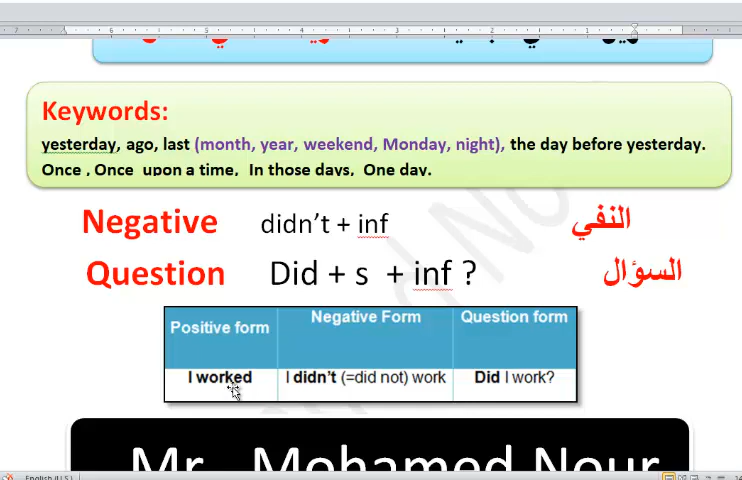 Keywords:
yesterday, ago, last (month, year, weekend, Monday, night), the day before yesterday.
Once , Once upon a time, In those days, One day.
Negative didn't + inf النفي
Question Did + s + inf ? السؤال
Positive form Negative Form Question form
I worked I didn't (=did not) work Did I work?
Mr. Mohamed Nour
English (U.S.)